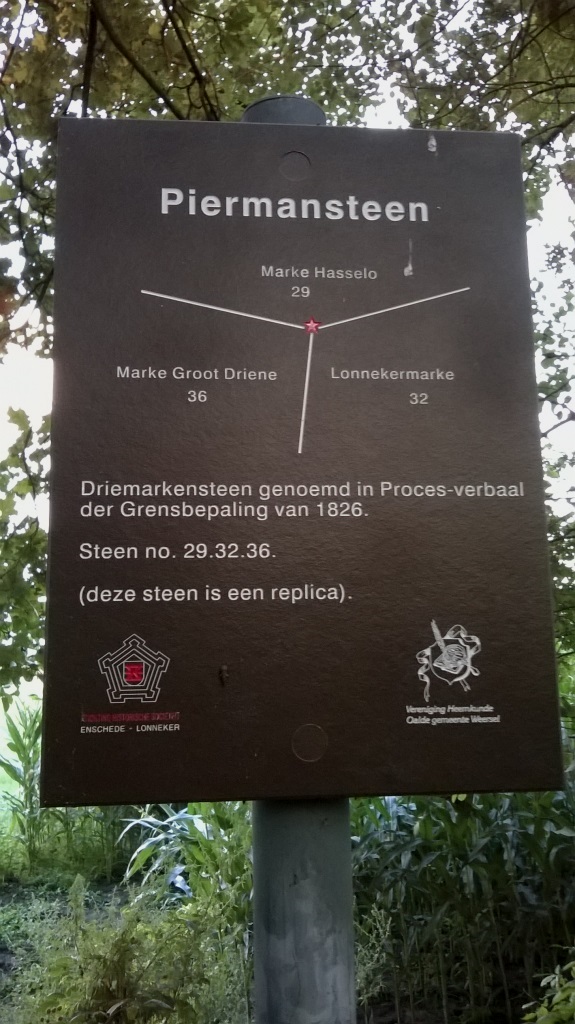 Piermansteen
Marke Hasselo
29
Marke Groot Driene
36
Lonnekermarke
32
Driemarkensteen genoemd in Proces-verbaal
der Grensbepaling van 1826.
Steen no. 29.32.36.
(deze steen is een replica).
HISTORISCHE
ENSCHEDE - LONNEKER
Vereniging Heemkunde
Oalde gemeente Weersel